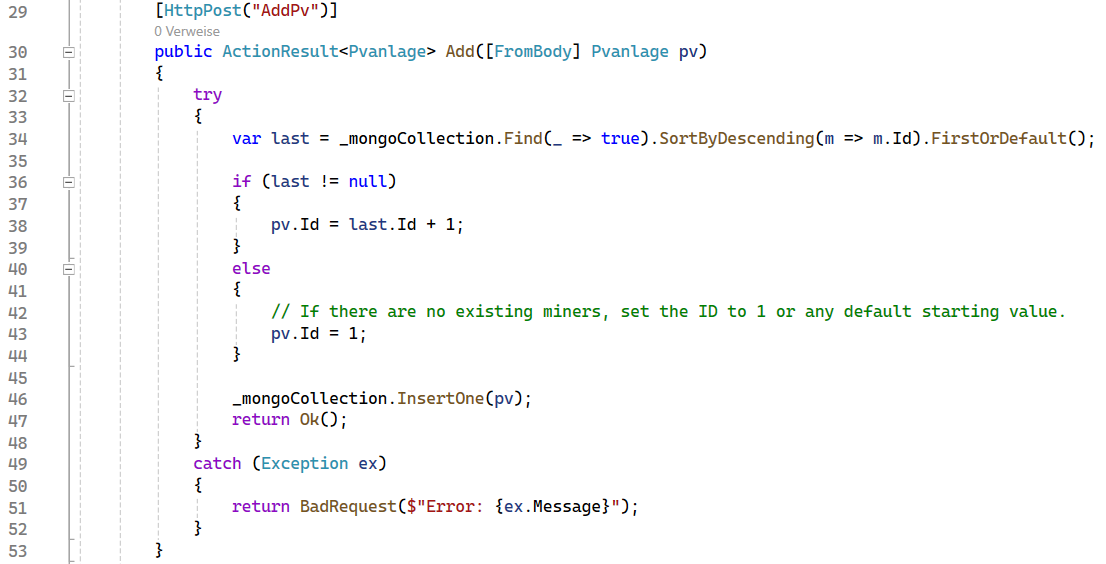 29 [HttpPost("AddPv")]
0 Verweise
30 public ActionResult<Pvanlage> Add([FromBody] Pvanlage pv)
31 {
32 try
33 {
34 var last = _mongoCollection.Find(_ => true).SortByDescending(m => m.Id).FirstOrDefault();
35
36 if (last != null)
37 {
38 pv.Id = last.Id + 1;
39 }
40 else
41 {
42 // If there are no existing miners, set the ID to 1 or any default starting value.
43 pv.Id = 1;
44 }
45
46 _mongoCollection.InsertOne(pv);
47 return Ok();
48 }
49 catch (Exception ex)
50 {
51 return BadRequest($"Error: {ex.Message}");
52 }
53 }